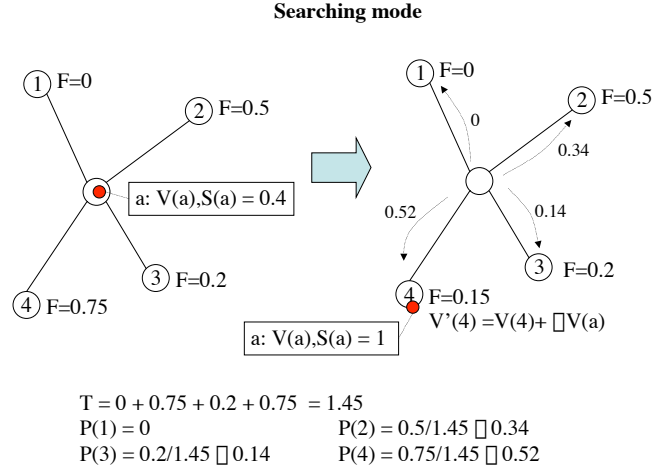 Searching mode
1 F=0
2 F=0.5
a: V(a),S(a) = 0.4
3 F=0.2
4 F=0.75
1 F=0
2 F=0.5
0
0.34
0.52
0.14
3 F=0.2
4 F=0.15
V’(4) =V(4)+ ▯V(a)
a: V(a),S(a) = 1
T = 0 + 0.75 + 0.2 + 0.75 = 1.45
P(1) = 0
P(2) = 0.5/1.45 ▯ 0.34
P(3) = 0.2/1.45 ▯ 0.14
P(4) = 0.75/1.45 ▯ 0.52